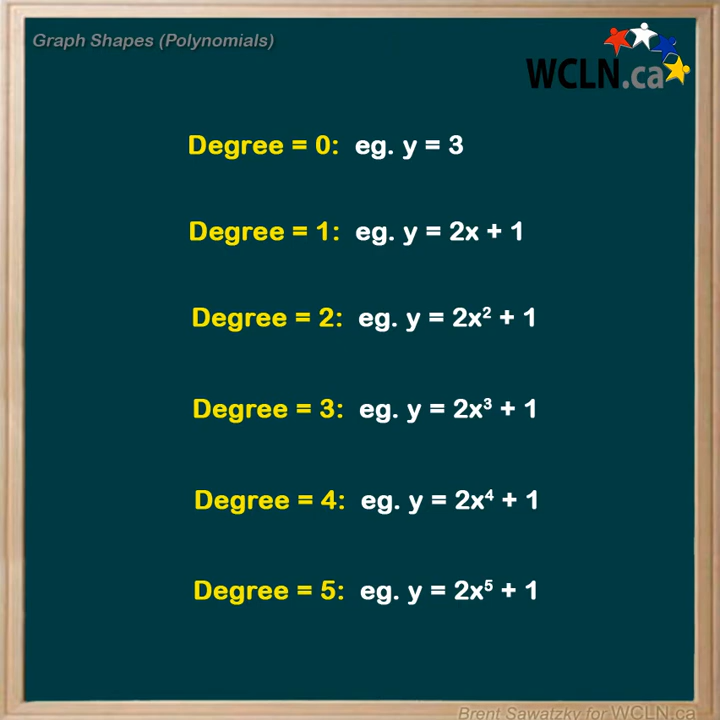 Graph Shapes (Polynomials)
WCLN.ca
Degree = 0: eg. y = 3
Degree = 1: eg. y = 2x + 1
Degree = 2: eg. y = 2x² + 1
Degree = 3: eg. y = 2x³ + 1
Degree = 4: eg. y = 2x⁴ + 1
Degree = 5: eg. y = 2x⁵ + 1
Brent Sawatzky for WCLN.ca